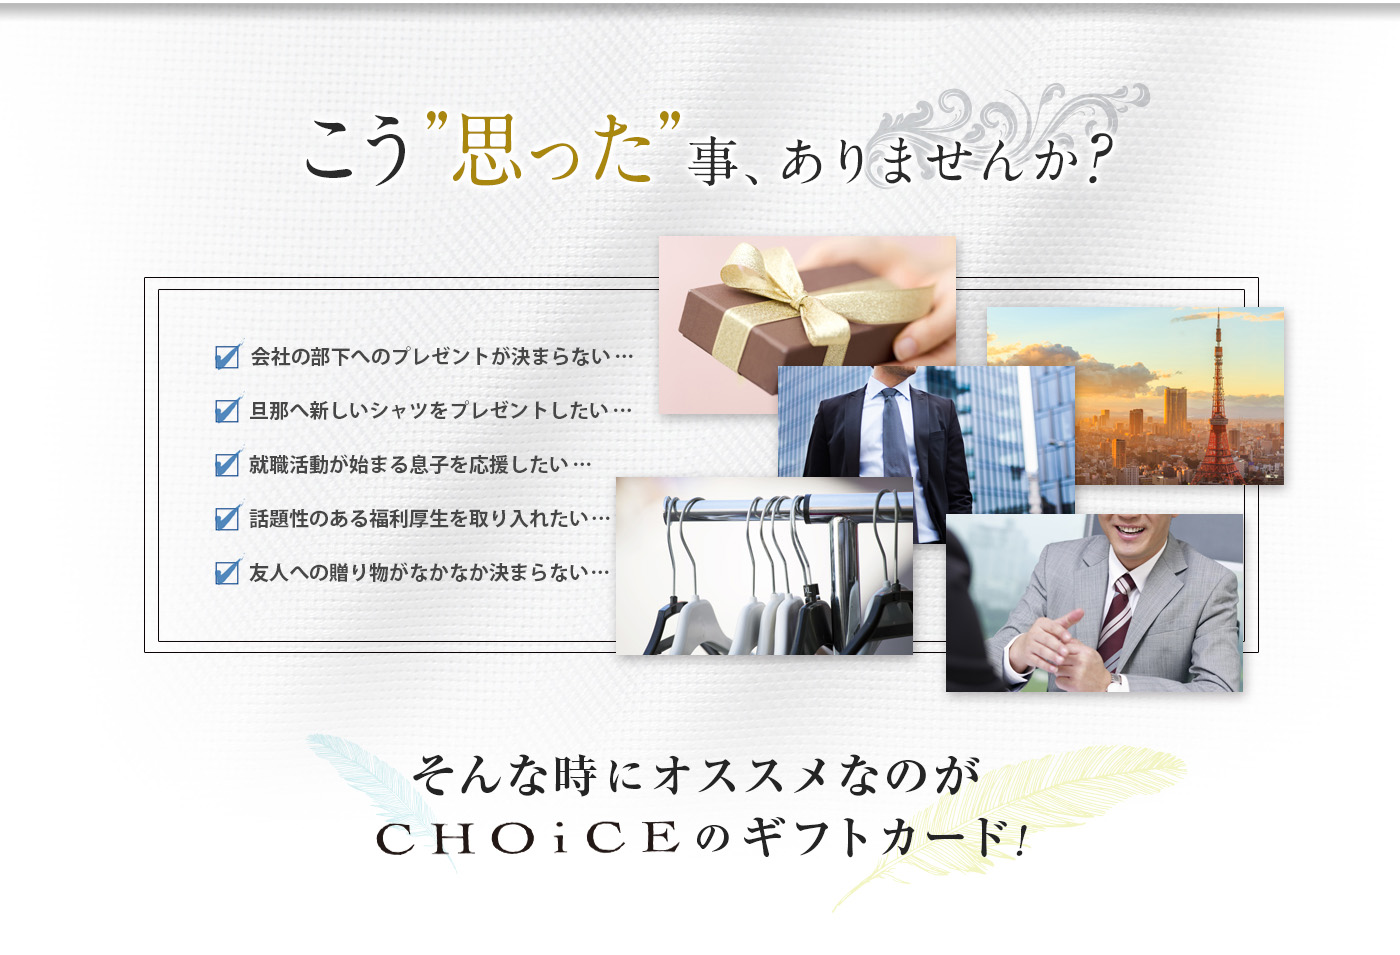 こう”思った”事、ありませんか?
会社の部下へのプレゼントが決まらない…
旦那へ新しいシャツをプレゼントしたい…
就職活動が始まる息子を応援したい…
話題性のある福利厚生を取り入れたい…
友人への贈り物がなかなか決まらない…
そんな時にオススメなのが
CHOiCEのギフトカード!